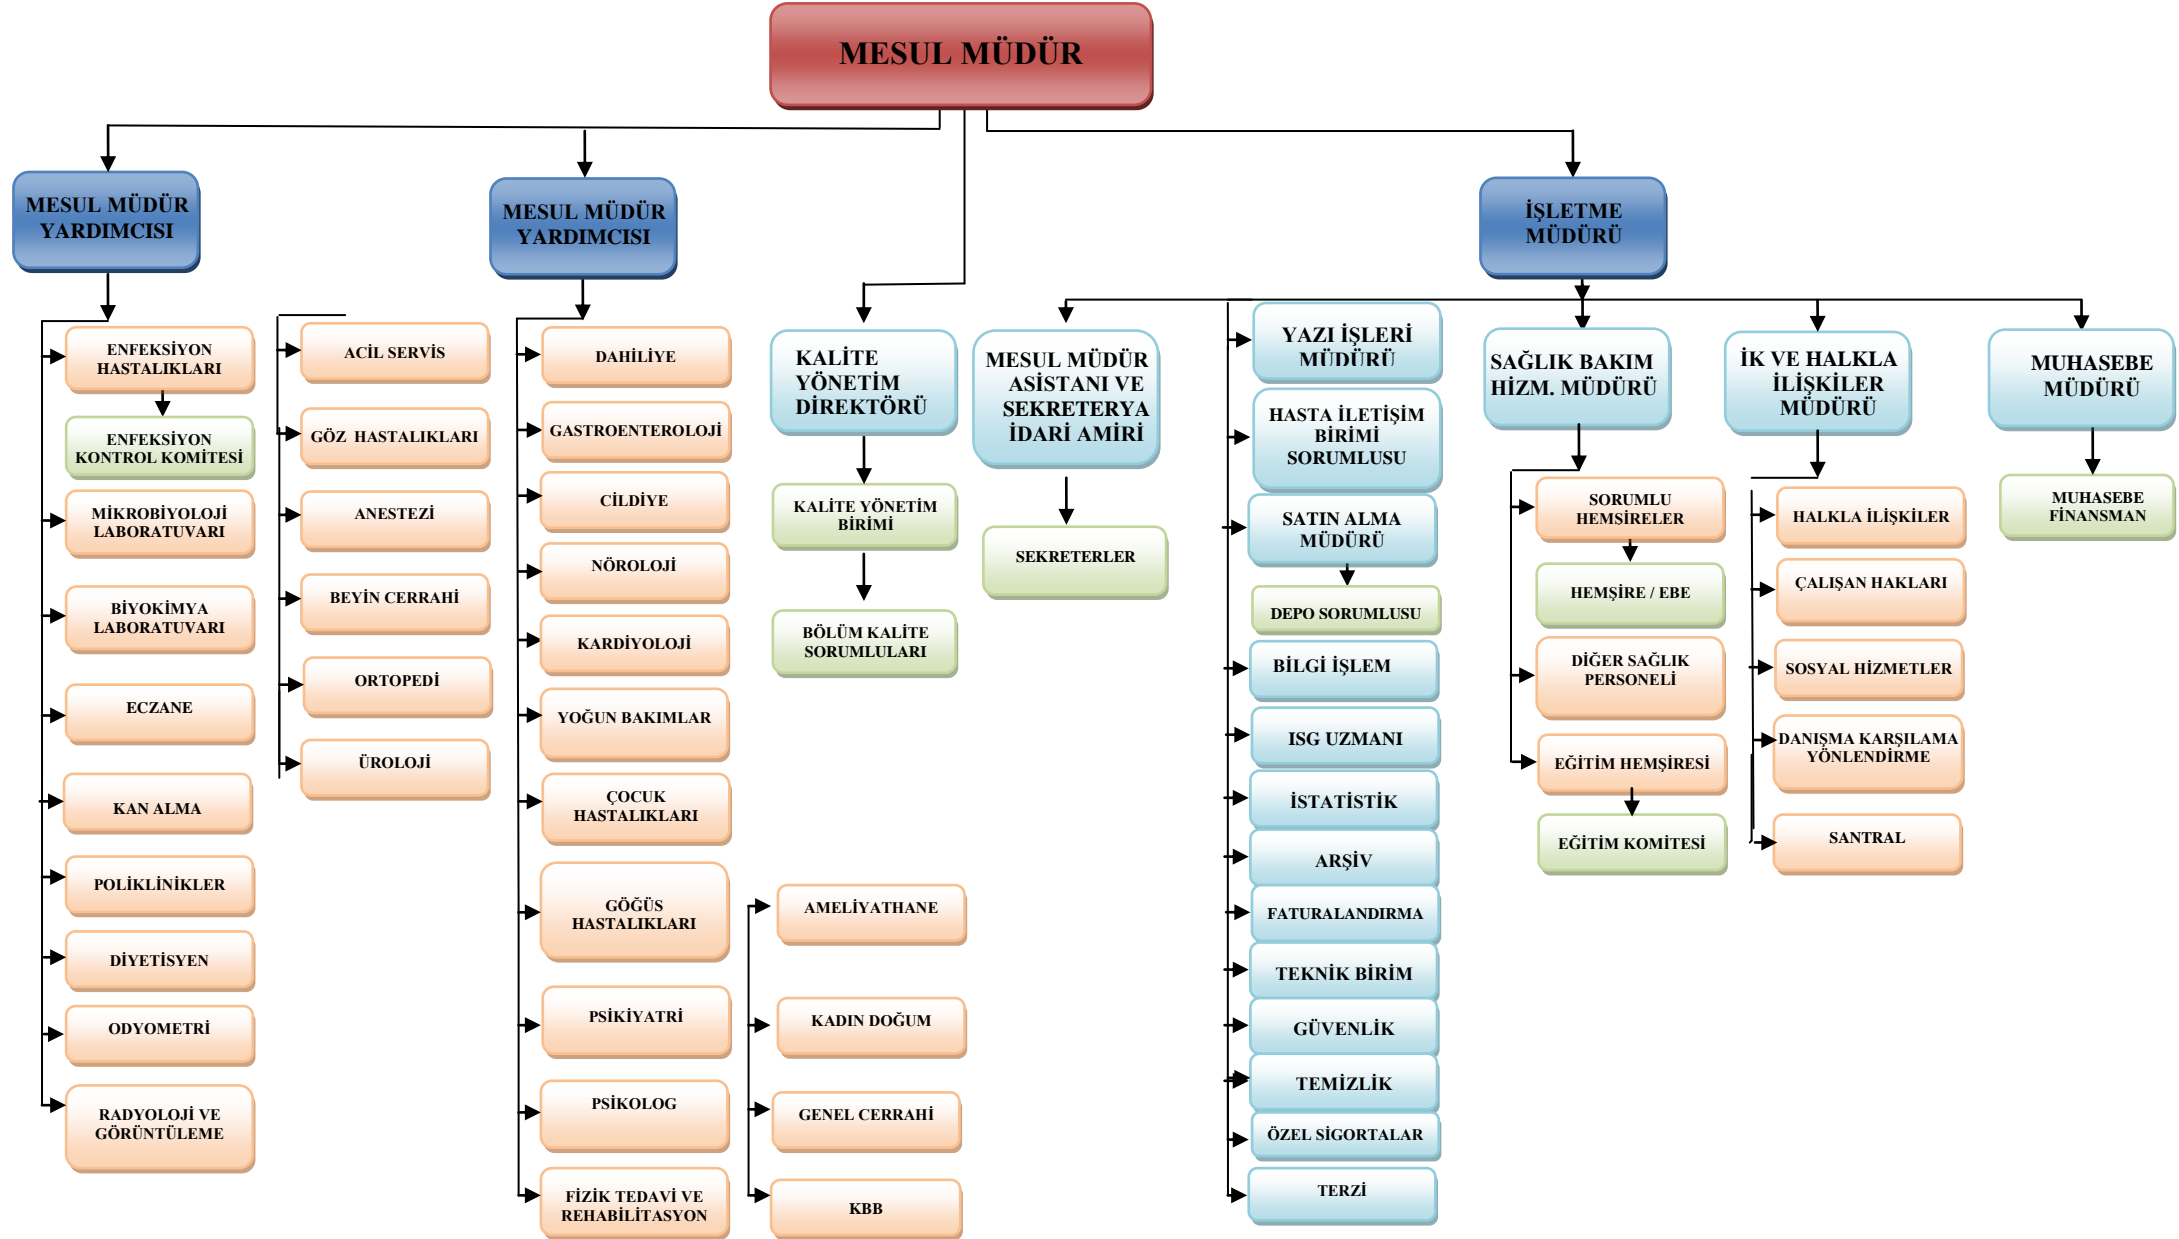 MESUL MÜDÜR
MESUL MÜDÜR
YARDIMCISI
MESUL MÜDÜR
YARDIMCISI
İŞLETME
MÜDÜRÜ
ENFEKSİYON
HASTALIKLARI
ENFEKSİYON
KONTROL KOMİTESİ
MİKROBİYOLOJİ
LABORATUVARI
BİYOKİMYA
LABORATUVARI
ECZANE
KAN ALMA
POLİKLİNİKLER
DİYETİSYEN
ODYOMETRİ
RADYOLOJİ VE
GÖRÜNTÜLEME
ACİL SERVİS
GÖZ HASTALIKLARI
ANESTEZİ
BEYİN CERRAHİ
ORTOPEDİ
ÜROLOJİ
DAHİLİYE
GASTROENTEROLOJİ
CİLDİYE
NÖROLOJİ
KARDİYOLOJİ
YOĞUN BAKIMLAR
ÇOCUK
HASTALIKLARI
GÖĞÜS
HASTALIKLARI
PSİKİYATRİ
PSİKOLOG
FİZİK TEDAVİ VE
REHABİLİTASYON
AMELİYATHANE
KADIN DOĞUM
GENEL CERRAHİ
KBB
KALİTE
YÖNETİM
DİREKTÖRÜ
KALİTE YÖNETİM
BİRİMİ
BÖLÜM KALİTE
SORUMLULARI
MESUL MÜDÜR
ASİSTANI VE
SEKRETERYA
İDARİ AMİRİ
SEKRETERLER
YAZI İŞLERİ
MÜDÜRÜ
HASTA İLETİŞİM
BİRİMİ
SORUMLUSU
SATIN ALMA
MÜDÜRÜ
DEPO SORUMLUSU
BİLGİ İŞLEM
ISG UZMANI
İSTATİSTİK
ARŞİV
FATURALANDIRMA
TEKNİK BİRİM
GÜVENLİK
TEMİZLİK
ÖZEL SİGORTALAR
TERZİ
SAĞLIK BAKIM
HİZM. MÜDÜRÜ
SORUMLU
HEMŞİRELER
HEMŞİRE / EBE
DİĞER SAĞLIK
PERSONELİ
EĞİTİM HEMŞİRESİ
EĞİTİM KOMİTESİ
İK VE HALKLA
İLİŞKİLER
MÜDÜRÜ
HALKLA İLİŞKİLER
ÇALIŞAN HAKLARI
SOSYAL HİZMETLER
DANIŞMA KARŞILAMA
YÖNLENDİRME
SANTRAL
MUHASEBE
MÜDÜRÜ
MUHASEBE
FİNANSMAN